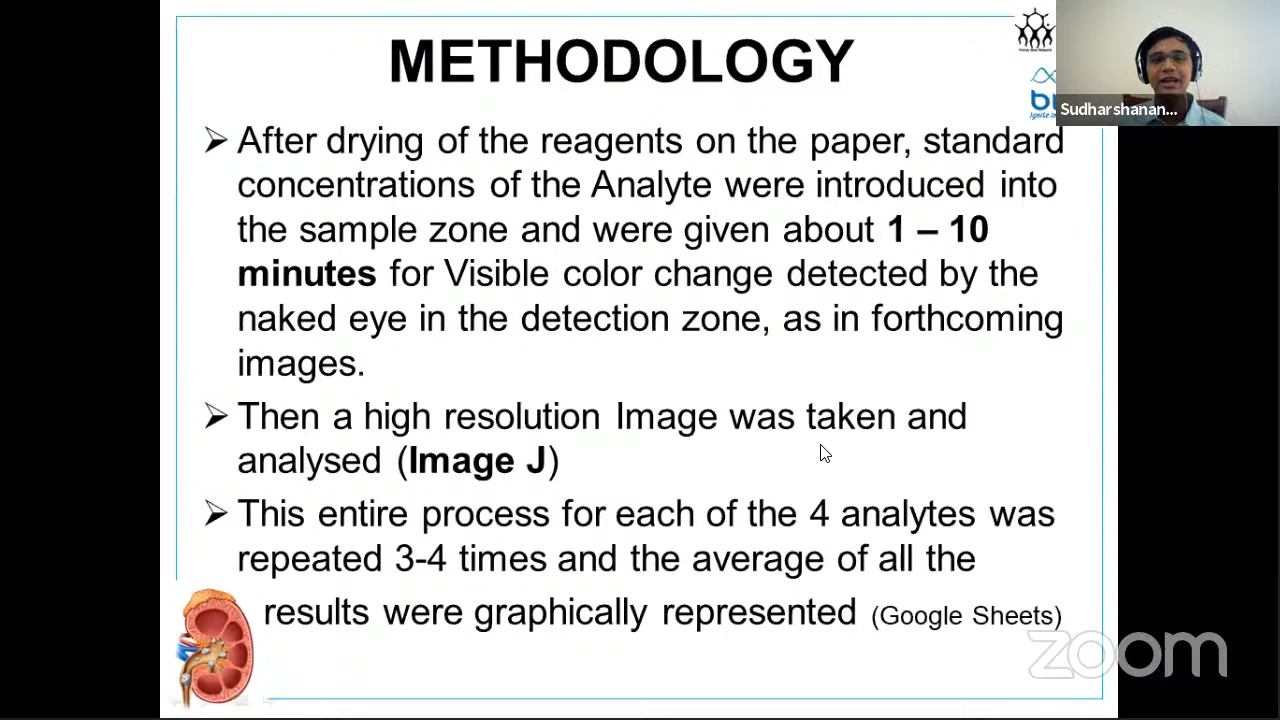 METHODOLOGY
Sudharshanan...
➢ After drying of the reagents on the paper, standard
concentrations of the Analyte were introduced into
the sample zone and were given about 1 – 10
minutes for Visible color change detected by the
naked eye in the detection zone, as in forthcoming
images.
➢ Then a high resolution Image was taken and
analysed (Image J)
➢ This entire process for each of the 4 analytes was
repeated 3-4 times and the average of all the
results were graphically represented (Google Sheets)
zoom